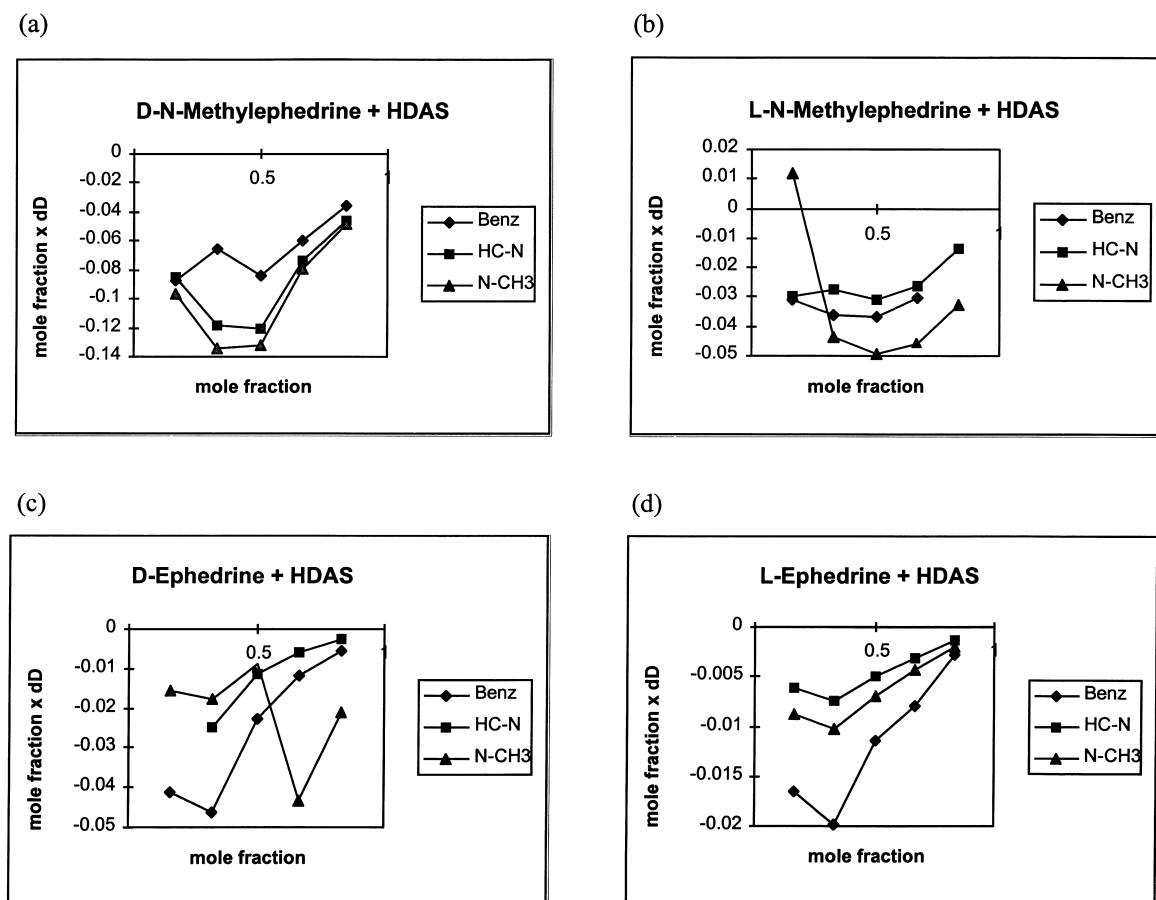 (a)
D-N-Methylephedrine + HDAS
0
-0.02
-0.04
-0.06
-0.08
-0.1
-0.12
-0.14
0.5
1
mole fraction x dD
mole fraction
Benz
HC-N
N-CH3
(b)
L-N-Methylephedrine + HDAS
0.02
0.01
0
-0.01
-0.02
-0.03
-0.04
-0.05
0.5
1
mole fraction x dD
mole fraction
Benz
HC-N
N-CH3
(c)
D-Ephedrine + HDAS
0
-0.01
-0.02
-0.03
-0.04
-0.05
0.5
1
mole fraction x dD
mole fraction
Benz
HC-N
N-CH3
(d)
L-Ephedrine + HDAS
0
-0.005
-0.01
-0.015
-0.02
0.5
1
mole fraction x dD
mole fraction
Benz
HC-N
N-CH3